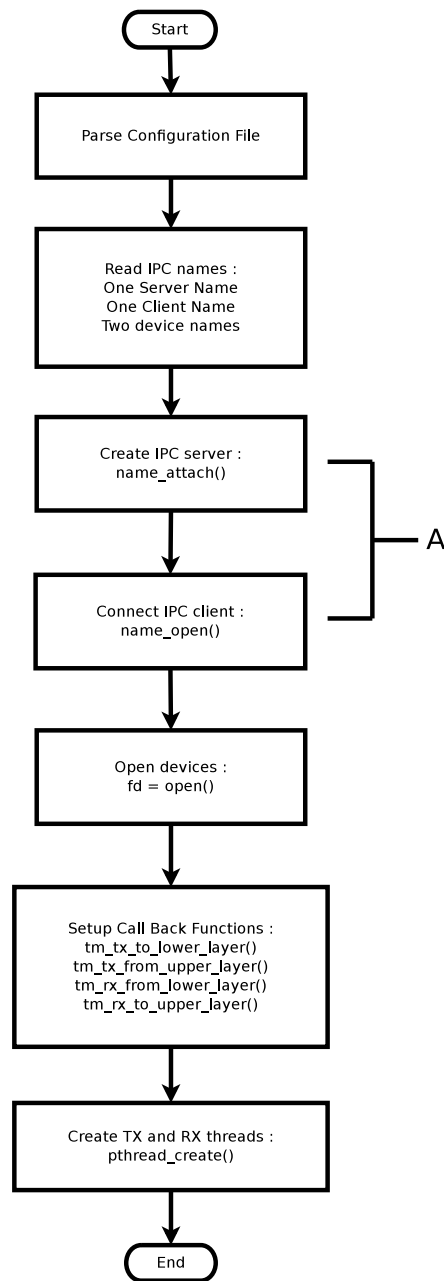 Start
Parse Configuration File
Read IPC names :
One Server Name
One Client Name
Two device names
Create IPC server :
name_attach()
A
Connect IPC client :
name_open()
Open devices :
fd = open()
Setup Call Back Functions :
tm_tx_to_lower_layer()
tm_tx_from_upper_layer()
tm_rx_from_lower_layer()
tm_rx_to_upper_layer()
Create TX and RX threads :
pthread_create()
End